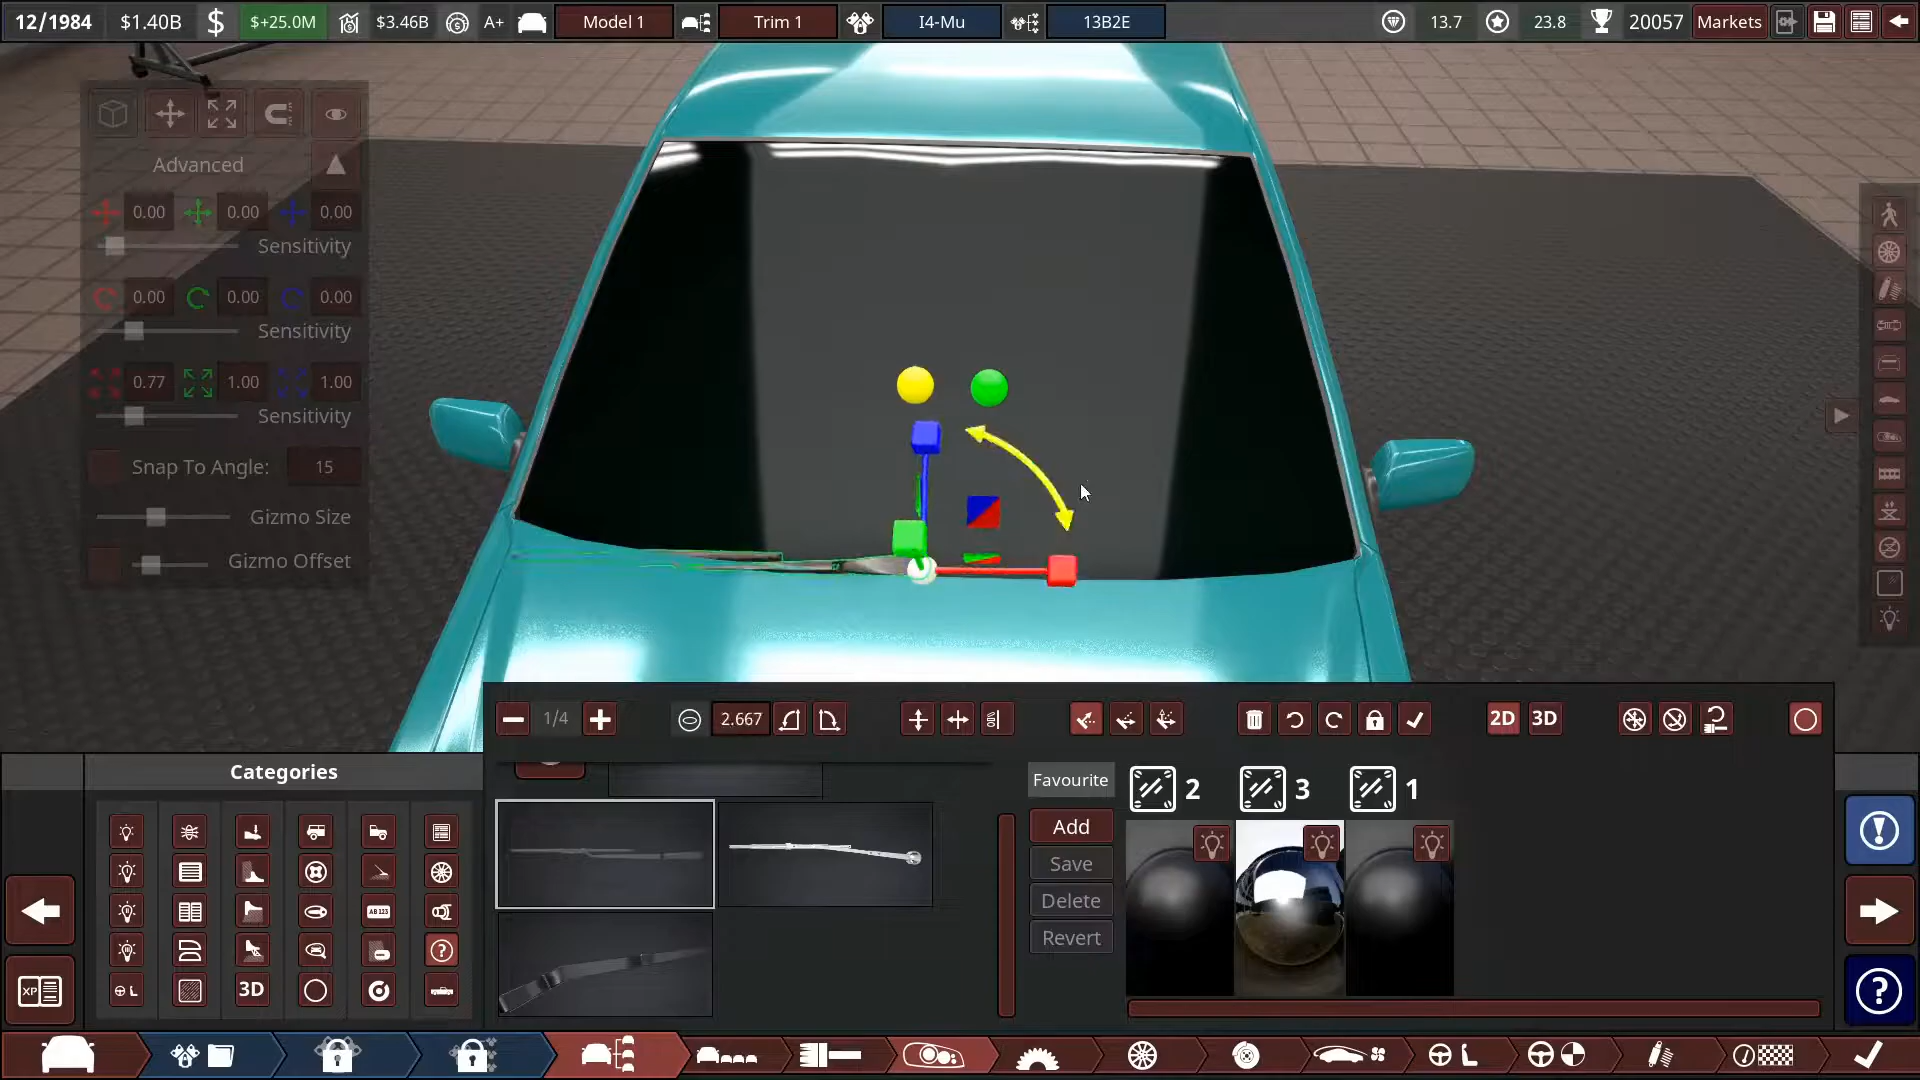 12/1984 $1.40B $ $+25.0M $3.46B A+ Model 1 Trim 1 I4-Mu 13B2E 13.7 23.8 20057 Markets
Advanced
0.00 0.00 0.00
Sensitivity
0.00 0.00 0.00
Sensitivity
0.77 1.00 1.00
Sensitivity
Snap To Angle: 15
Gizmo Size
Gizmo Offset
1/4 2.667 2D 3D
Categories
Favourite 2 3 1
Add
Save
Delete
Revert
AB 123
?
3D
XP
?